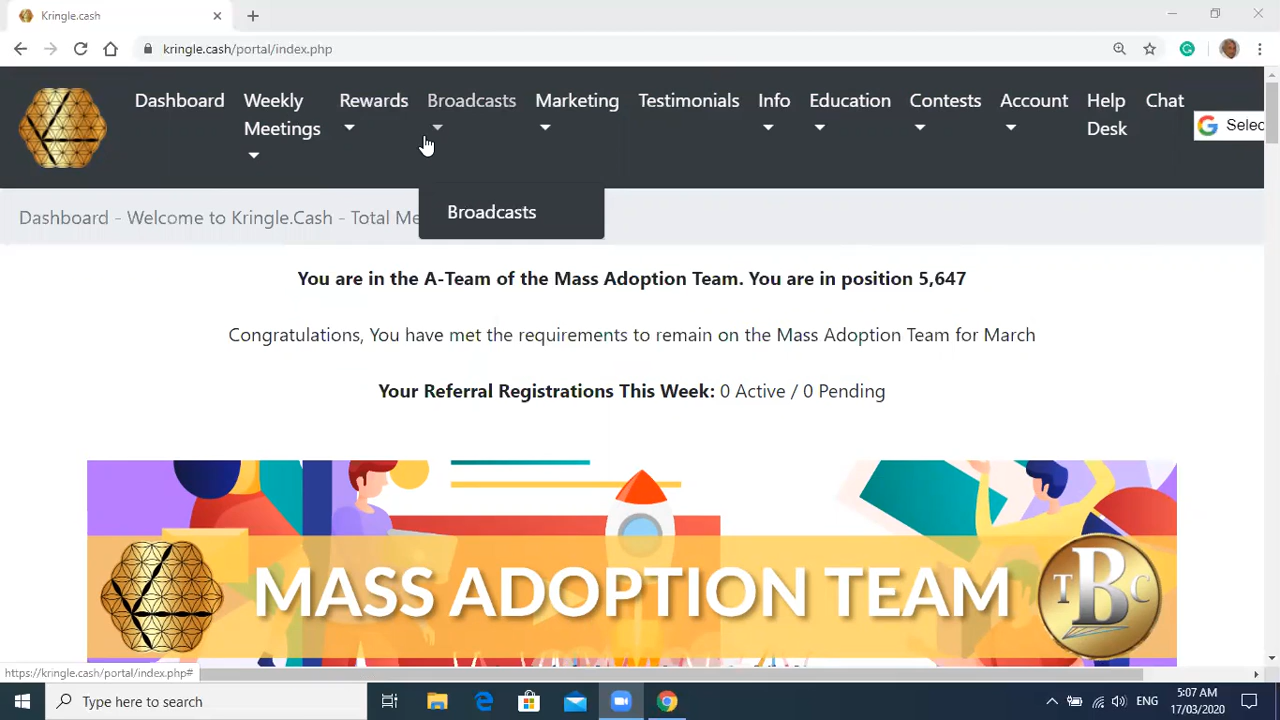 Kringle.cash
kringle.cash/portal/index.php
Dashboard Weekly Meetings Rewards Broadcasts Marketing Testimonials Info Education Contests Account Help Desk Chat
Broadcasts
Dashboard - Welcome to Kringle.Cash - Total
You are in the A-Team of the Mass Adoption Team. You are in position 5,647
Congratulations, You have met the requirements to remain on the Mass Adoption Team for March
Your Referral Registrations This Week: 0 Active / 0 Pending
MASS ADOPTION TEAM
TBC
https://kringle.cash/portal/index.php#
Type here to search
ENG
5:07 AM
17/03/2020